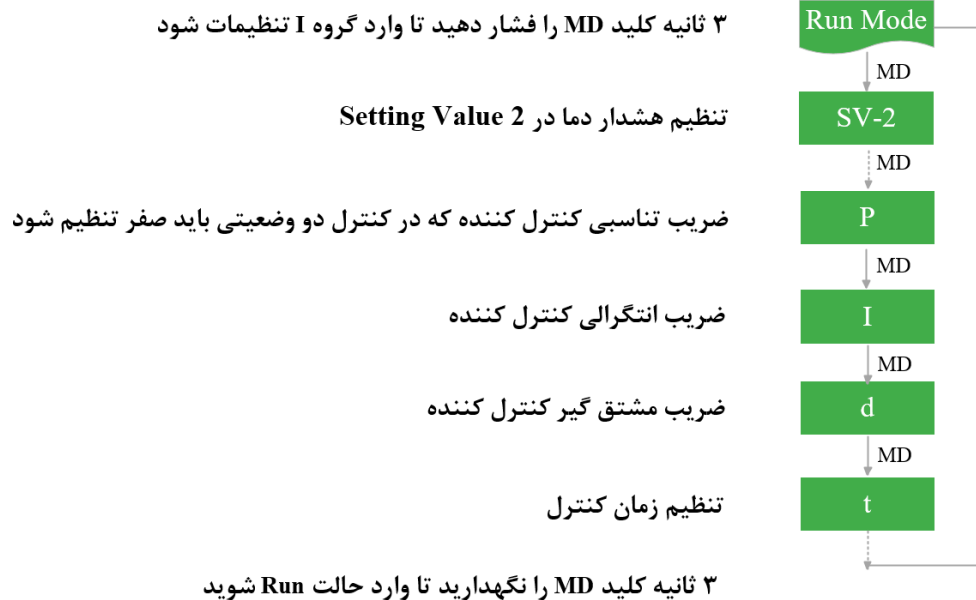 ۳ ثانیه کلید MD را فشار دهید تا وارد گروه I تنظیمات شود
Run Mode
MD
تنظیم هشدار دما در Setting Value 2
SV-2
MD
ضریب تناسبی کنترل کننده که در کنترل دو وضعیتی باید صفر تنظیم شود
P
MD
ضریب انتگرالی کنترل کننده
I
MD
ضریب مشتق گیر کنترل کننده
d
MD
تنظیم زمان کنترل
t
۳ ثانیه کلید MD را نگهدارید تا وارد حالت Run شوید